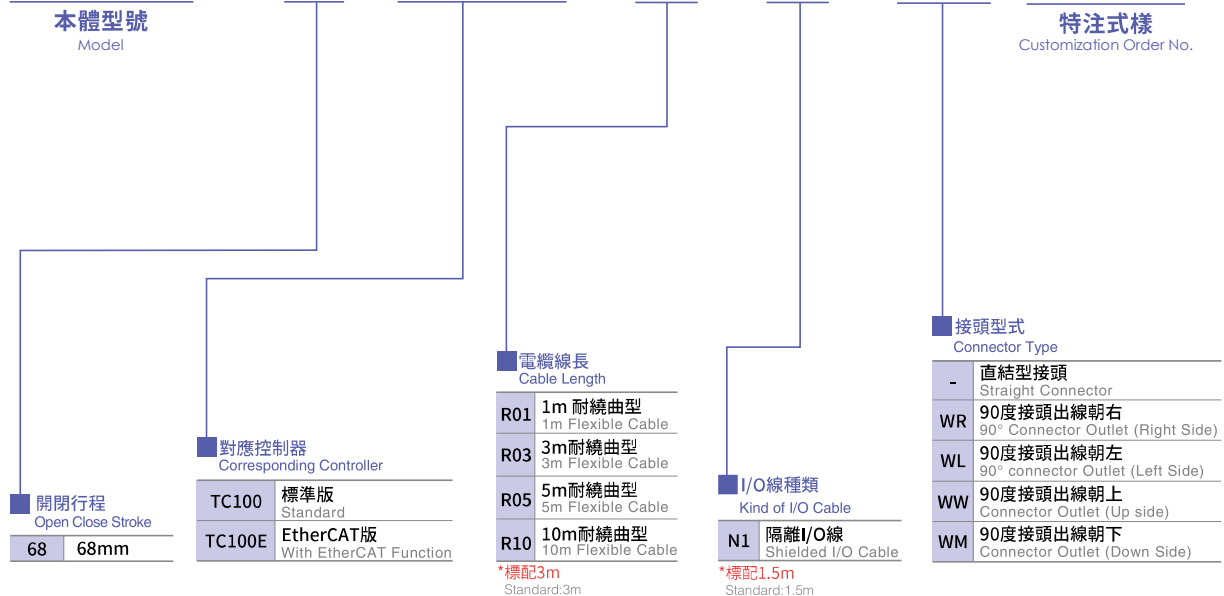 本體型號
Model
特注式樣
Customization Order No.
開閉行程
Open Close Stroke
68 68mm
對應控制器
Corresponding Controller
TC100 標準版
Standard
TC100E EtherCAT版
With EtherCAT Function
電纜線長
Cable Length
R01 1m 耐繞曲型
1m Flexible Cable
R03 3m耐繞曲型
3m Flexible Cable
R05 5m耐繞曲型
5m Flexible Cable
R10 10m耐繞曲型
10m Flexible Cable
*標配3m
Standard:3m
I/O線種類
Kind of I/O Cable
N1 隔離I/O線
Shielded I/O Cable
*標配1.5m
Standard:1.5m
接頭型式
Connector Type
- 直結型接頭
Straight Connector
WR 90度接頭出線朝右
90° Connector Outlet (Right Side)
WL 90度接頭出線朝左
90° connector Outlet (Left Side)
WW 90度接頭出線朝上
Connector Outlet (Up side)
WM 90度接頭出線朝下
Connector Outlet (Down Side)